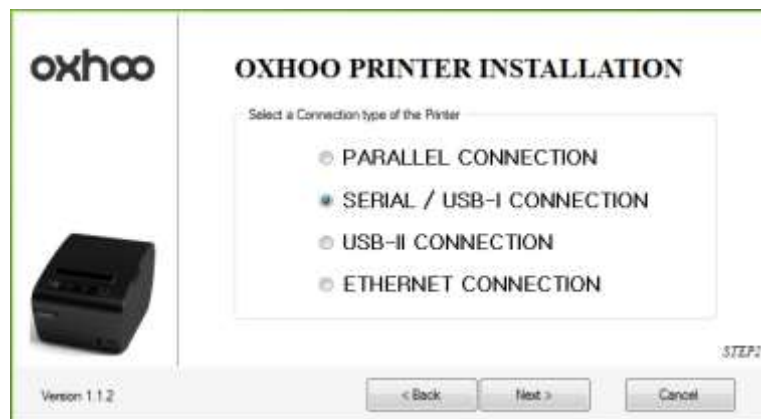 oxhoo
OXHOO PRINTER INSTALLATION
Select a Connection type of the Printer
PARALLEL CONNECTION
SERIAL / USB-I CONNECTION
USB-II CONNECTION
ETHERNET CONNECTION
STEP2
Version 1.1.2
< Back
Next >
Cancel